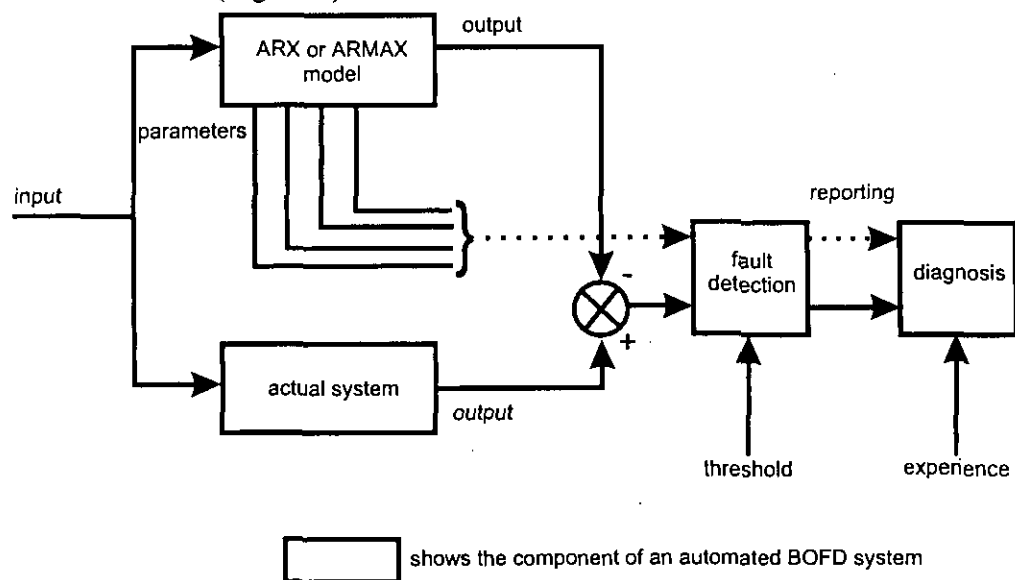 output
ARX or ARMAX
model
parameters
input
reporting
-
fault
detection
diagnosis
+
actual system
output
threshold
experience
shows the component of an automated BOFD system